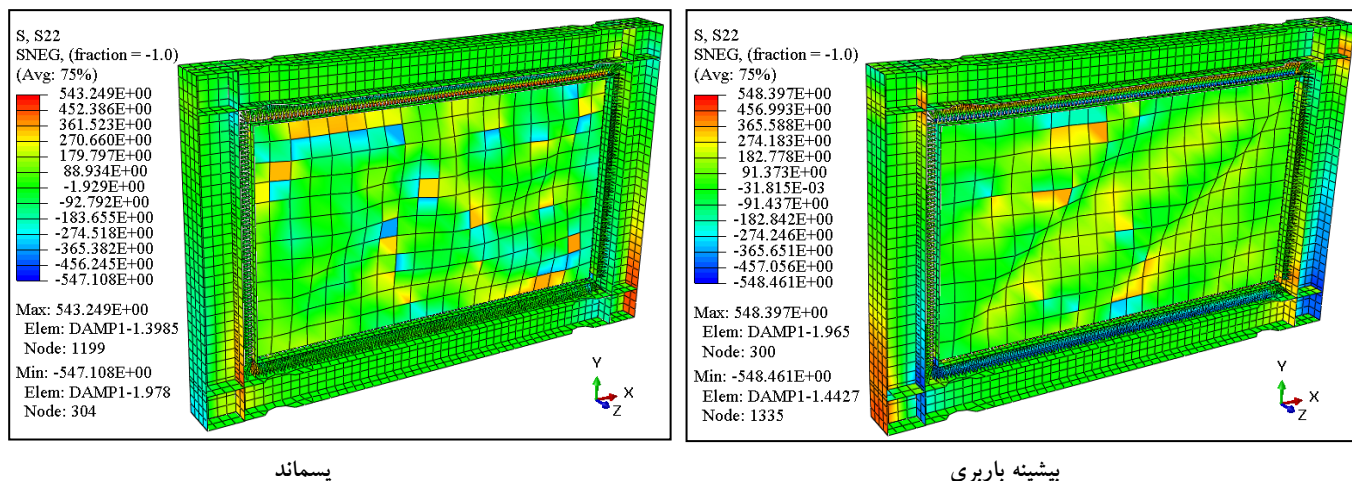 S, S22
SNEG, (fraction = -1.0)
(Avg: 75%)
543.249E+00
452.386E+00
361.523E+00
270.660E+00
179.797E+00
88.934E+00
-1.929E+00
-92.792E+00
-183.655E+00
-274.518E+00
-365.382E+00
-456.245E+00
-547.108E+00
Max: 543.249E+00
Elem: DAMP1-1.3985
Node: 1199
Min: -547.108E+00
Elem: DAMP1-1.978
Node: 304
Y
X
Z
S, S22
SNEG, (fraction = -1.0)
(Avg: 75%)
548.397E+00
456.993E+00
365.588E+00
274.183E+00
182.778E+00
91.373E+00
-31.815E-03
-91.437E+00
-182.842E+00
-274.246E+00
-365.651E+00
-457.056E+00
-548.461E+00
Max: 548.397E+00
Elem: DAMP1-1.965
Node: 300
Min: -548.461E+00
Elem: DAMP1-1.4427
Node: 1335
Y
X
Z
پسماند
بیشینه باربری